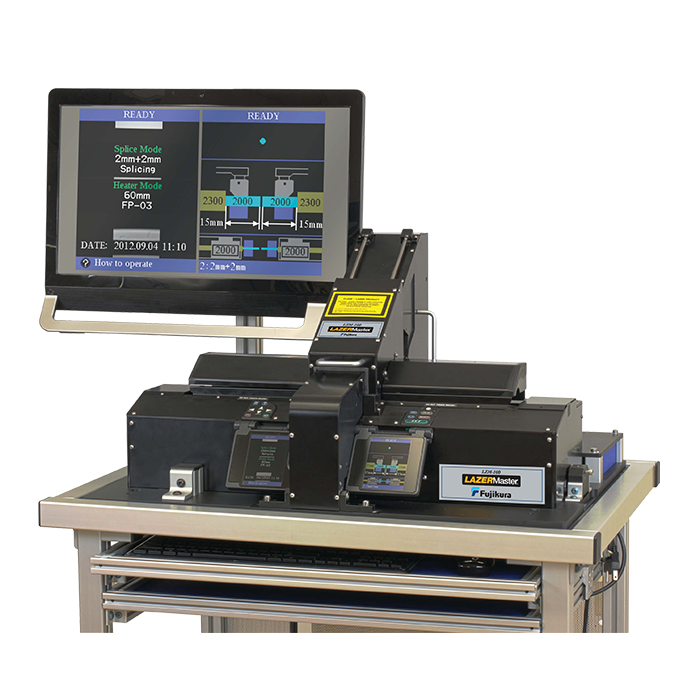 READY
Splice Mode
2mm+2mm
Splicing
Heater Mode
60mm
FP-03
DATE: 2012.09.04 11:10
? How to operate
READY
2300 2000 2000 2300
15mm 15mm
2000 2000
2:2mm+2mm
LZM-100
LAZERMaster
Fujikura
READY
LZM-100
LAZERMaster
Fujikura